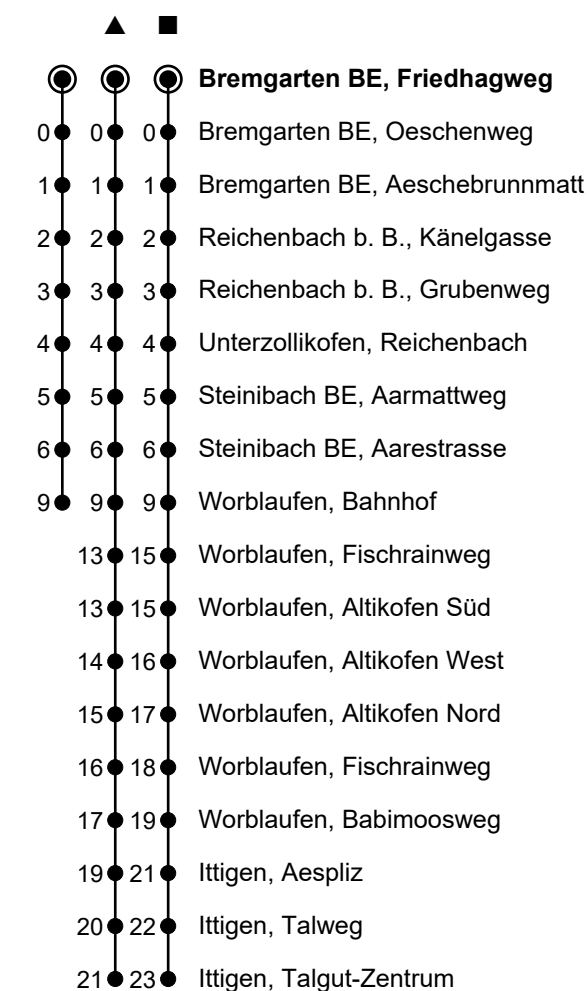 ▲ ■
Bremgarten BE, Friedhagweg
0 0 0 Bremgarten BE, Oeschenweg
1 1 1 Bremgarten BE, Aeschebrunnmatt
2 2 2 Reichenbach b. B., Känelgasse
3 3 3 Reichenbach b. B., Grubenweg
4 4 4 Unterzollikofen, Reichenbach
5 5 5 Steinibach BE, Aarmattweg
6 6 6 Steinibach BE, Aarestrasse
9 9 9 Worblaufen, Bahnhof
13 15 Worblaufen, Fischrainweg
13 15 Worblaufen, Altikofen Süd
14 16 Worblaufen, Altikofen West
15 17 Worblaufen, Altikofen Nord
16 18 Worblaufen, Fischrainweg
17 19 Worblaufen, Babimoosweg
19 21 Ittigen, Aespliz
20 22 Ittigen, Talweg
21 23 Ittigen, Talgut-Zentrum